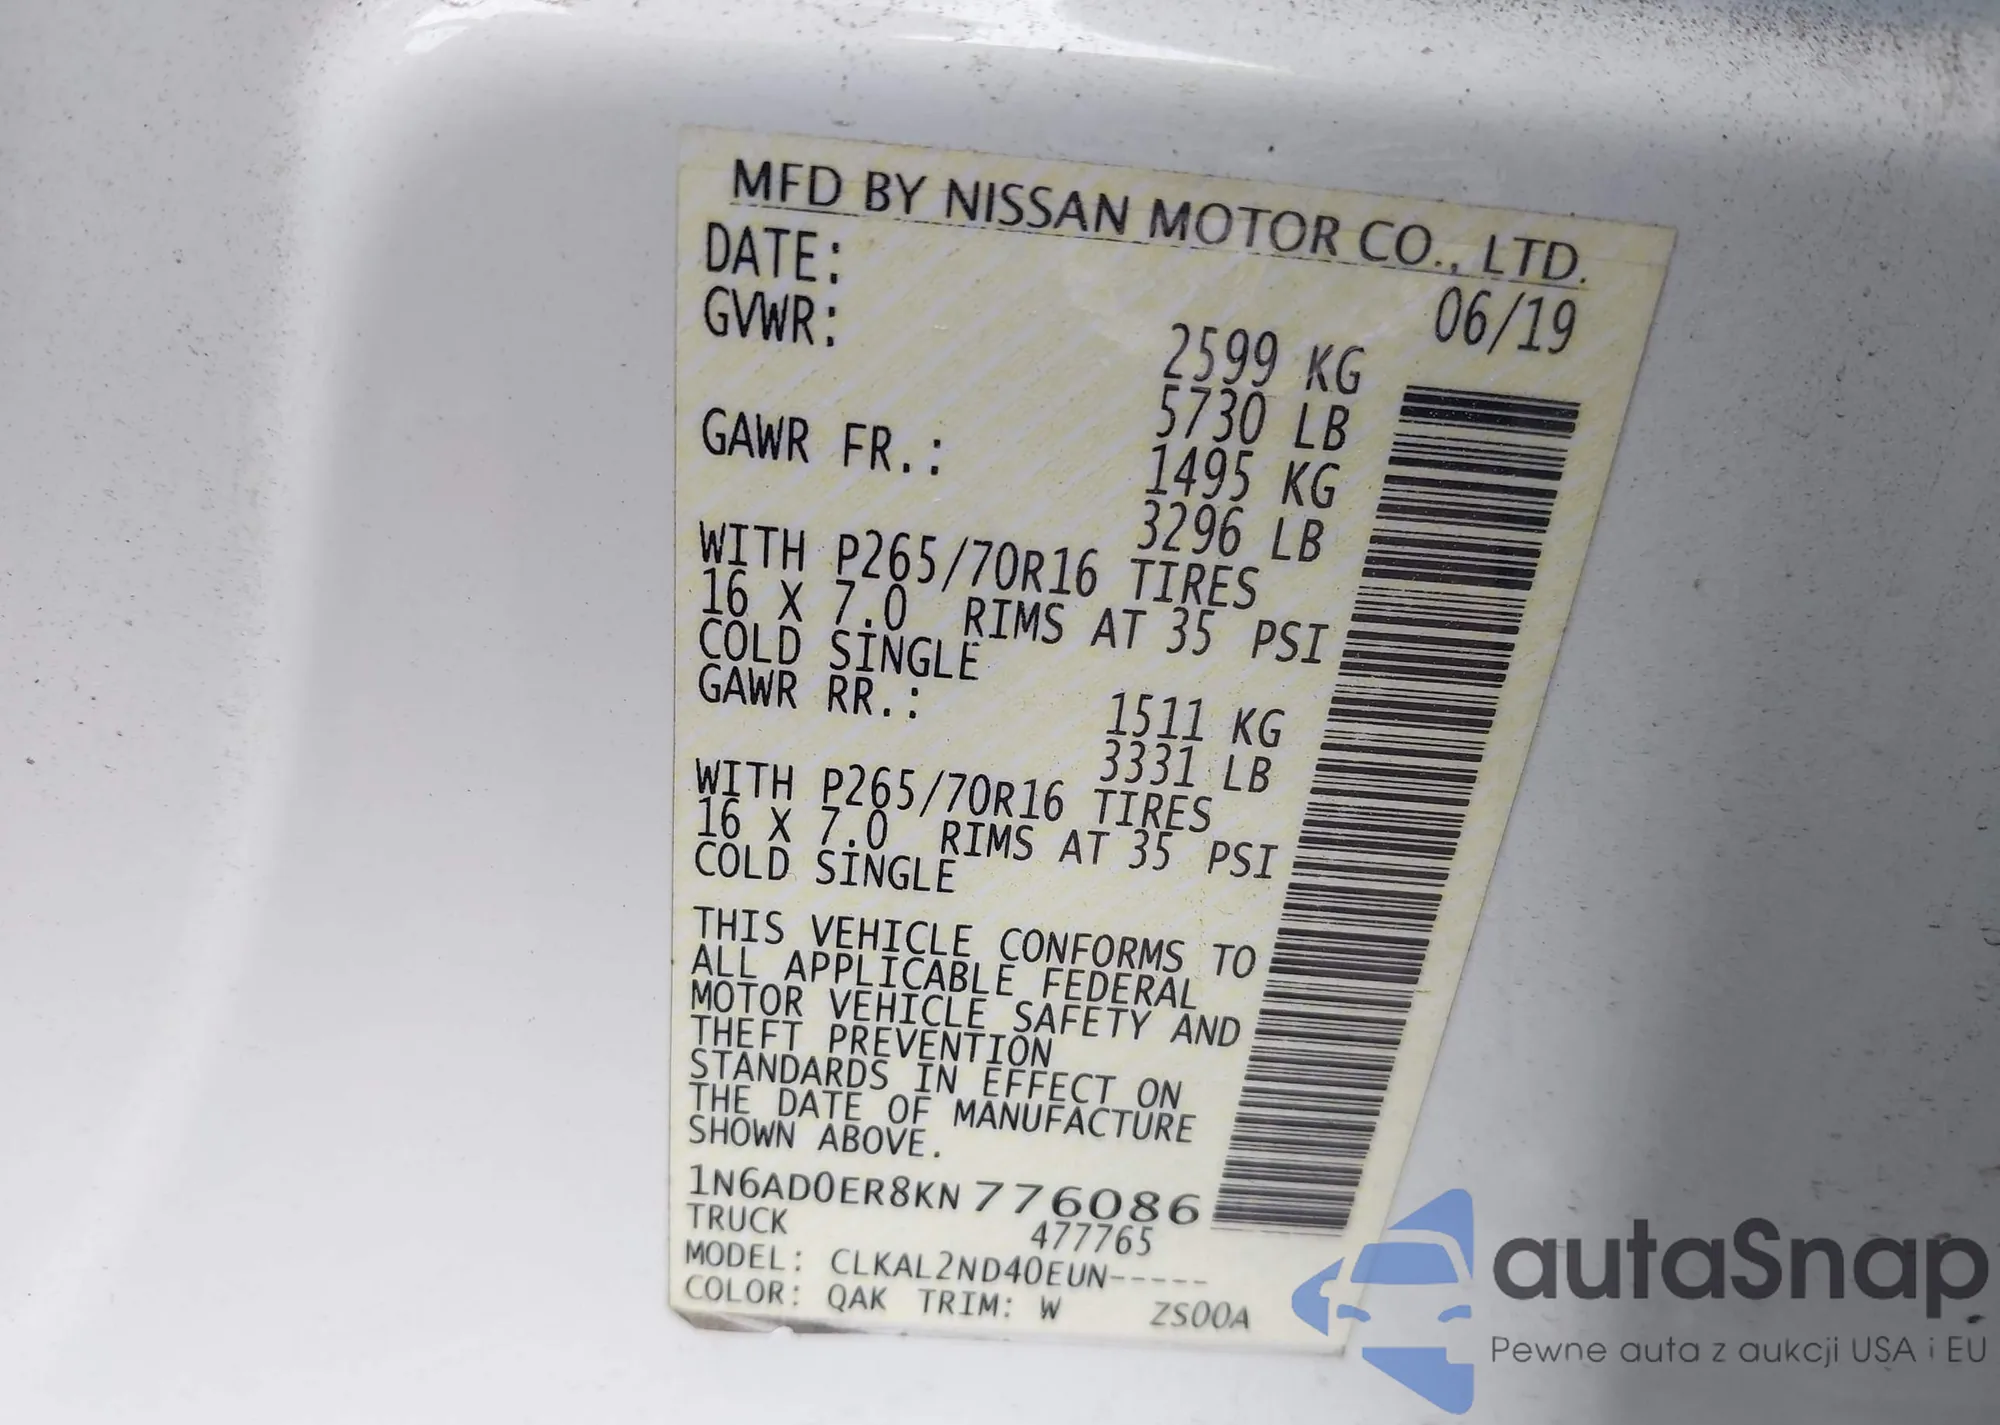 MFD BY NISSAN MOTOR CO., LTD.
DATE: 06/19
GVWR: 2599 KG
5730 LB
GAWR FR.: 1495 KG
3296 LB
WITH P265/70R16 TIRES
16 X 7.0 RIMS AT 35 PSI
COLD SINGLE
GAWR RR.: 1511 KG
3331 LB
WITH P265/70R16 TIRES
16 X 7.0 RIMS AT 35 PSI
COLD SINGLE
THIS VEHICLE CONFORMS TO
ALL APPLICABLE FEDERAL
MOTOR VEHICLE SAFETY AND
THEFT PREVENTION
STANDARDS IN EFFECT ON
THE DATE OF MANUFACTURE
SHOWN ABOVE.
1N6AD0ER8KN776086
TRUCK 477765
MODEL: CLKAL2ND40EUN-----
COLOR: QAK TRIM: W ZS00A
autaSnap
Pewne auta z aukcji USA i EU